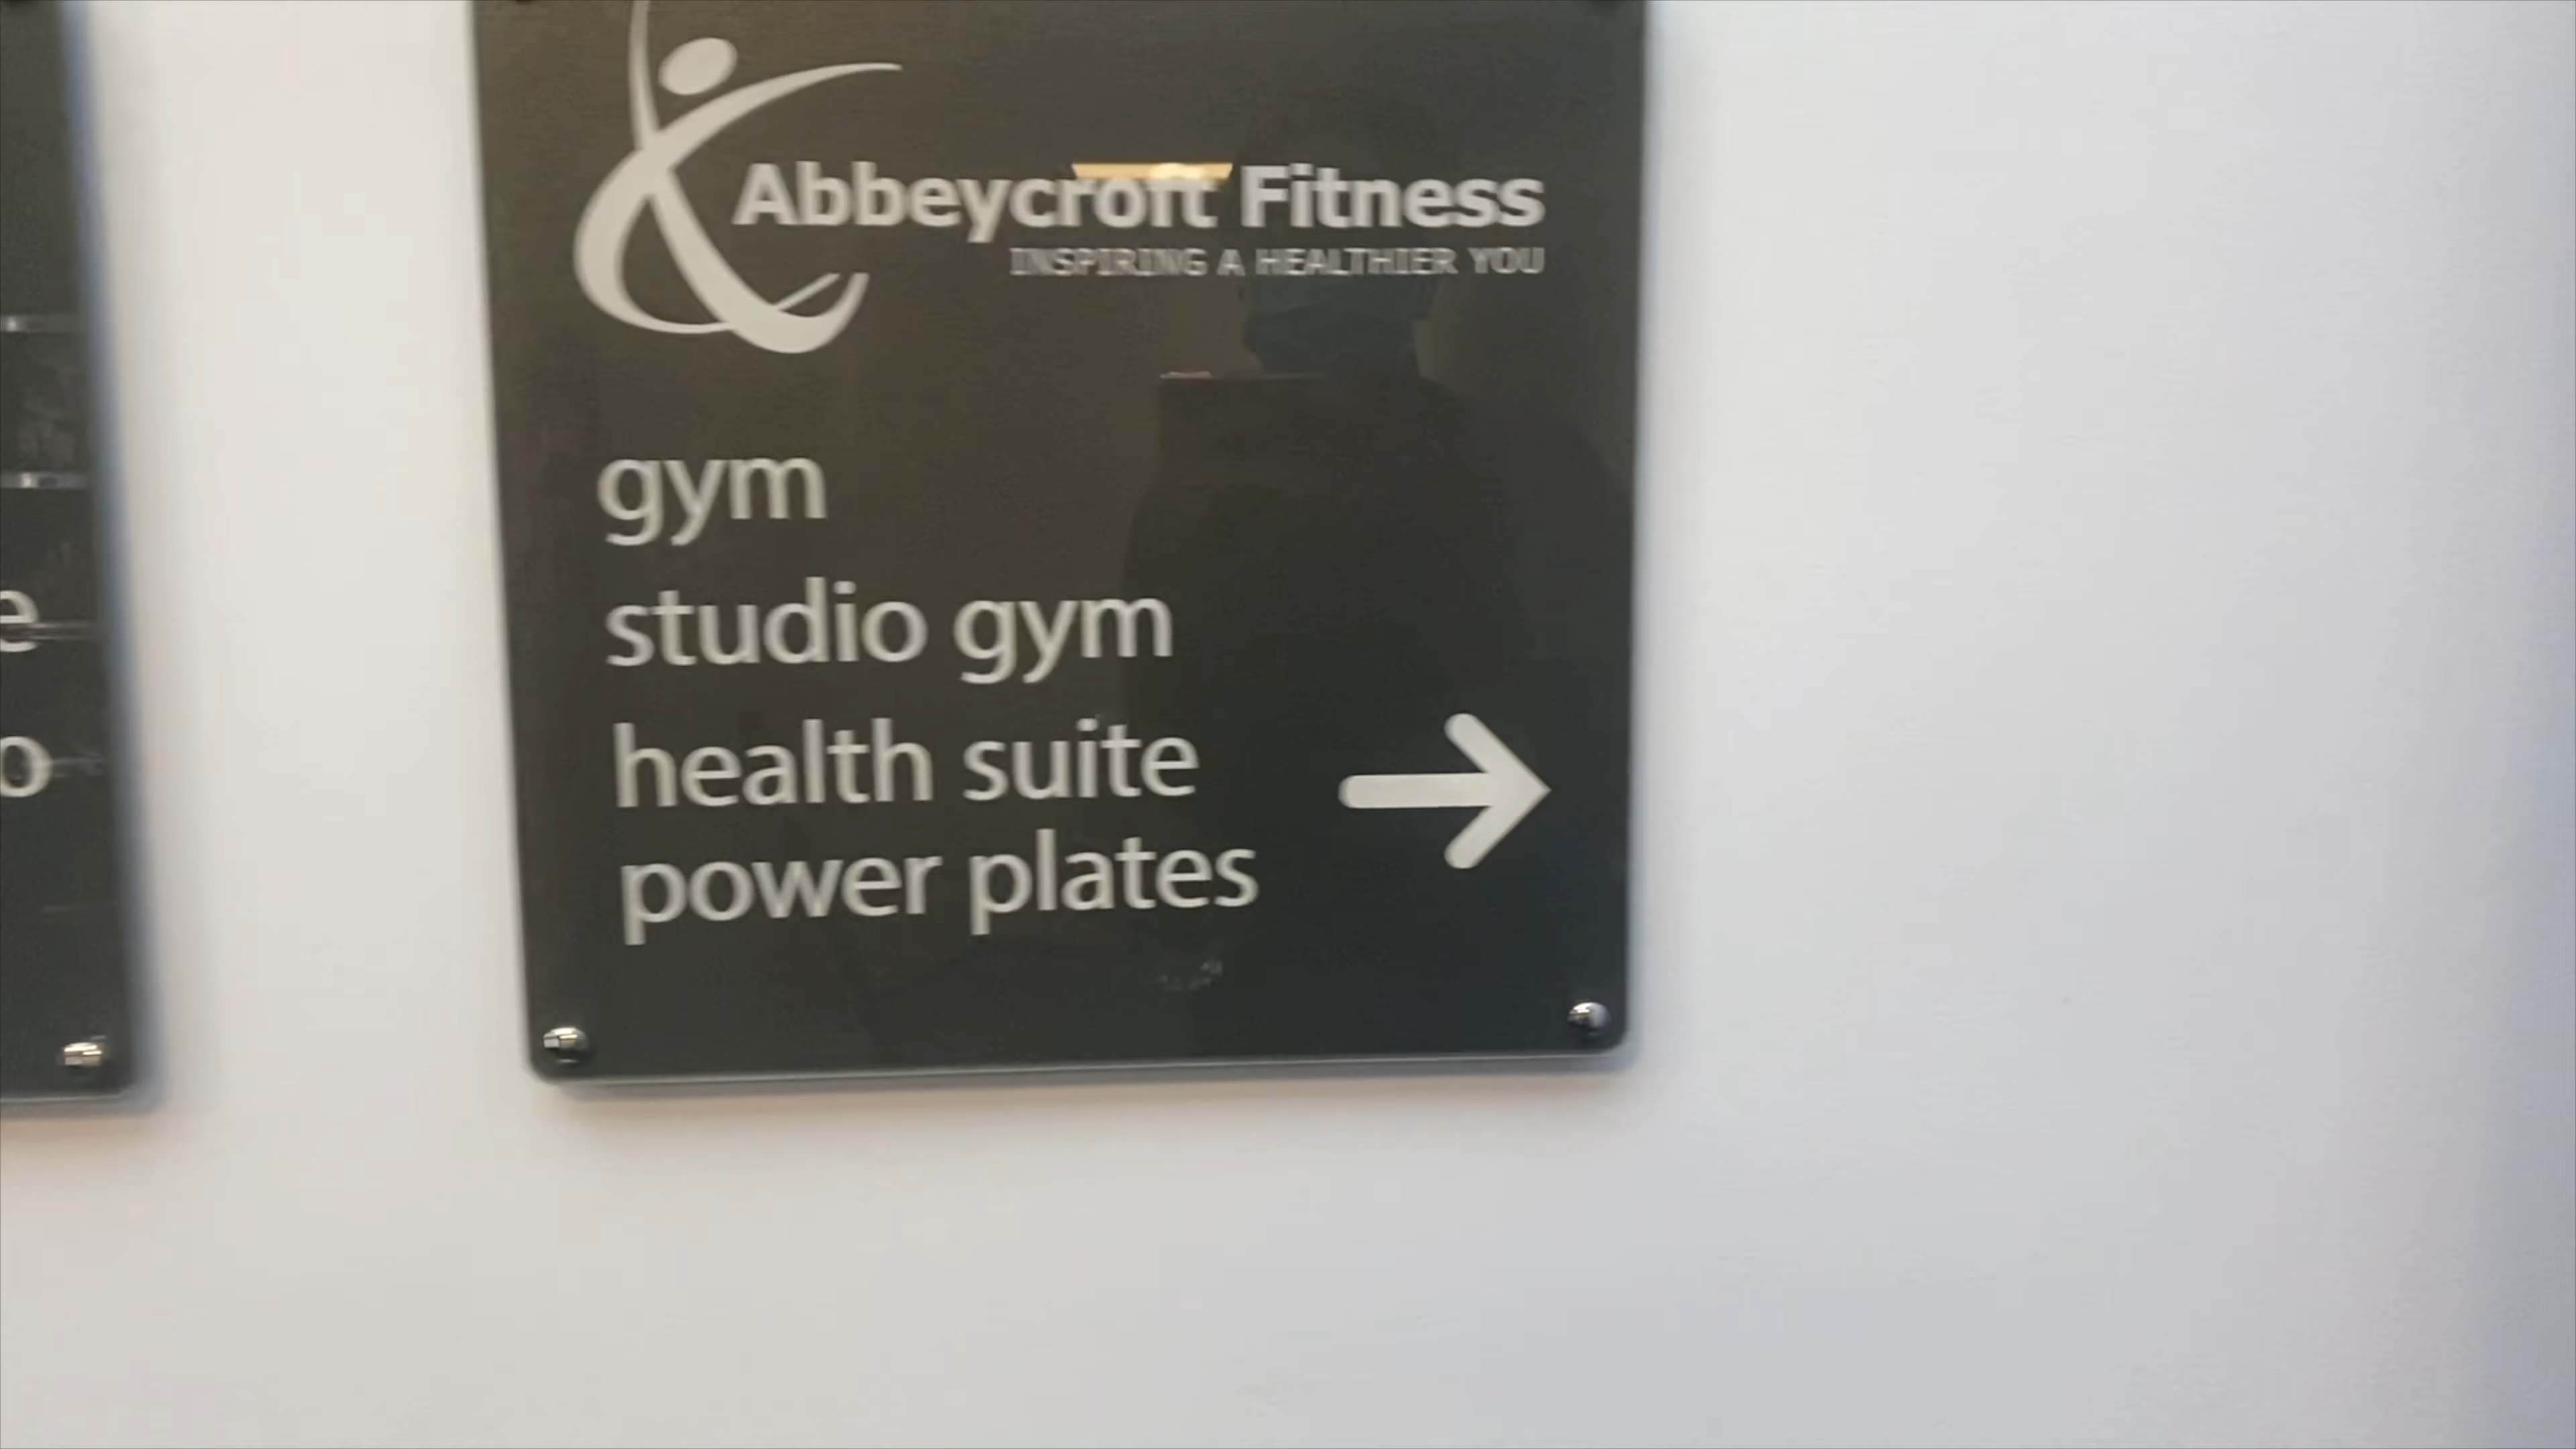 Abbeycroft Fitness
INSPIRING A HEALTHIER YOU
gym
studio gym
health suite
power plates
e
o